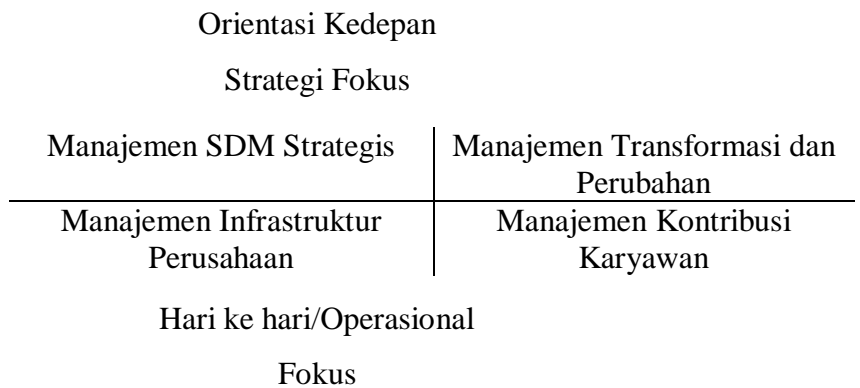 Orientasi Kedepan
Strategi Fokus
Manajemen SDM Strategis
Manajemen Transformasi dan
Perubahan
Manajemen Infrastruktur
Perusahaan
Manajemen Kontribusi
Karyawan
Hari ke hari/Operasional
Fokus